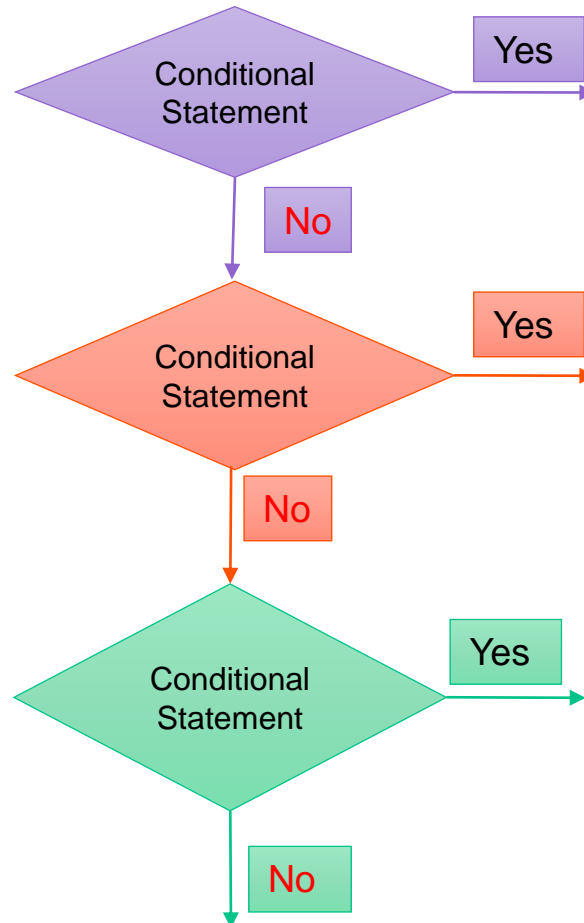 Conditional
Statement
Yes
No
Conditional
Statement
Yes
No
Conditional
Statement
Yes
No